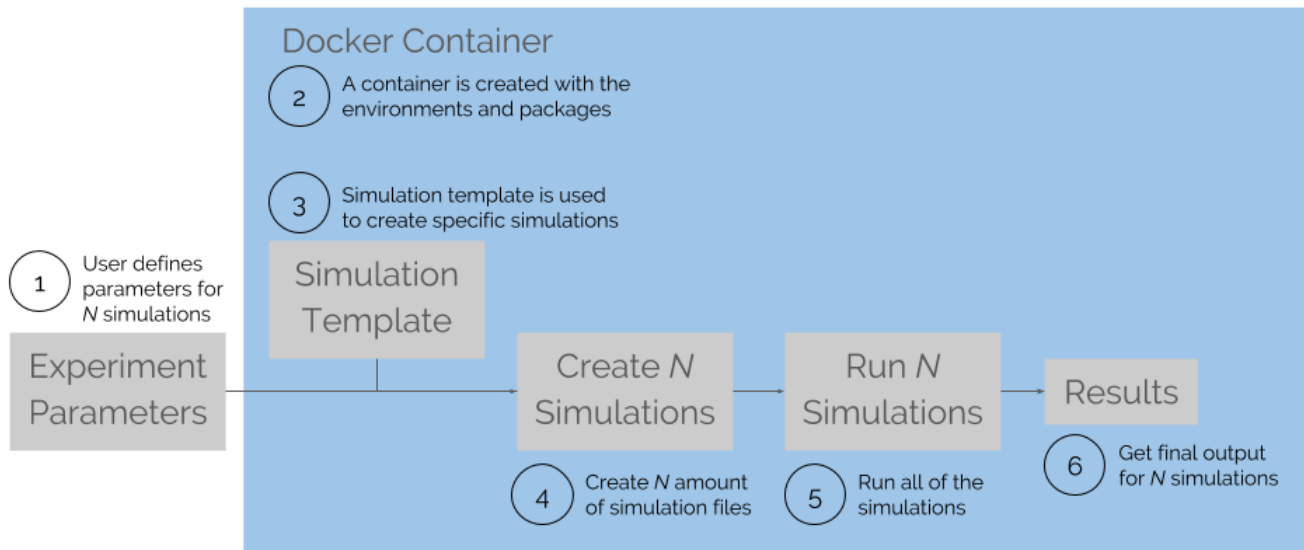 Docker Container
2
A container is created with the
environments and packages
3
Simulation template is used
to create specific simulations
1
User defines
parameters for
N simulations
Simulation
Template
Experiment
Parameters
Create N
Simulations
Run N
Simulations
Results
4
Create N amount
of simulation files
5
Run all of the
simulations
6
Get final output
for N simulations